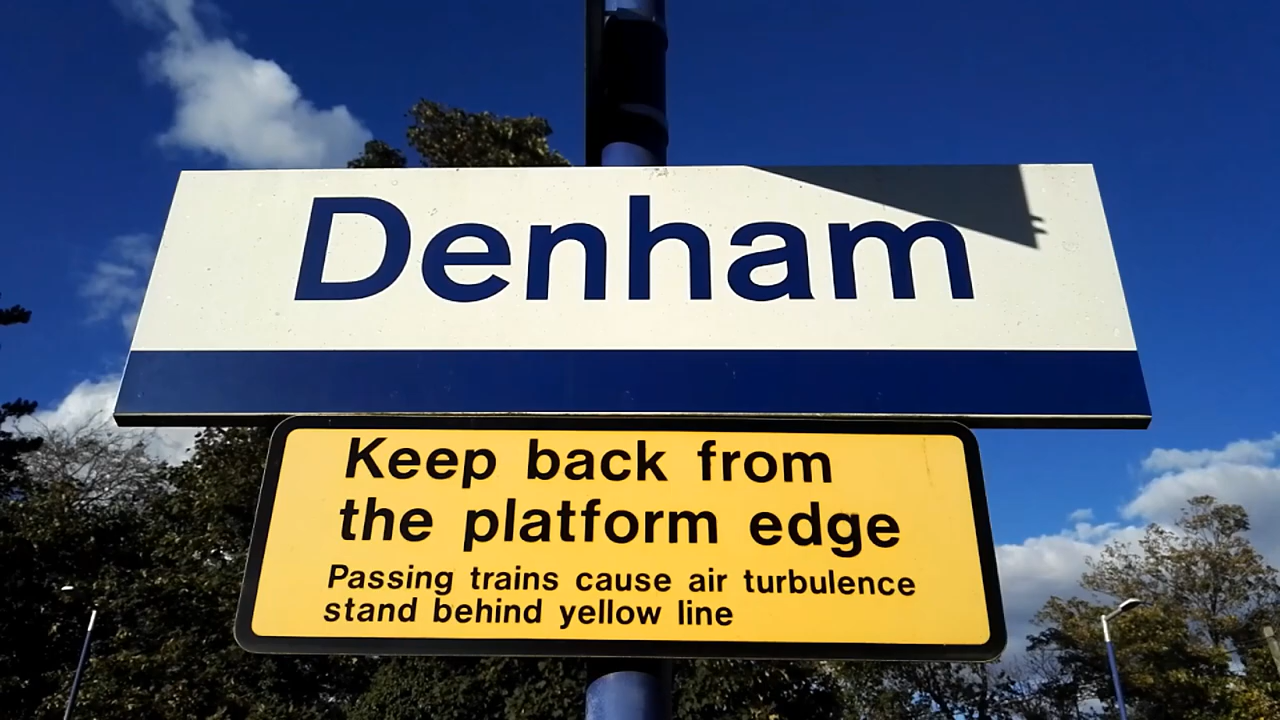 Denham
Keep back from
the platform edge
Passing trains cause air turbulence
stand behind yellow line